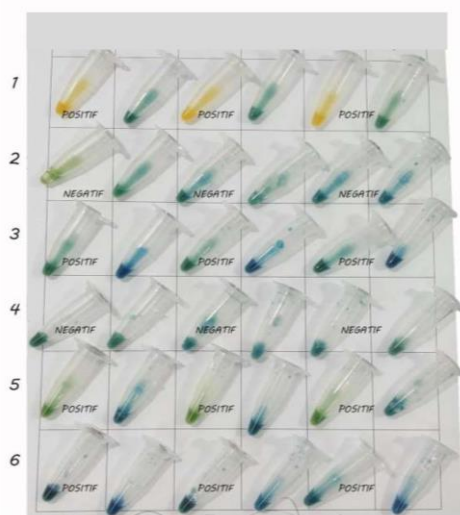 1 POSITIF POSITIF POSITIF
2 NEGATIF NEGATIF NEGATIF
3 POSITIF POSITIF POSITIF
4 NEGATIF NEGATIF NEGATIF
5 POSITIF POSITIF POSITIF
6 POSITIF POSITIF POSITIF